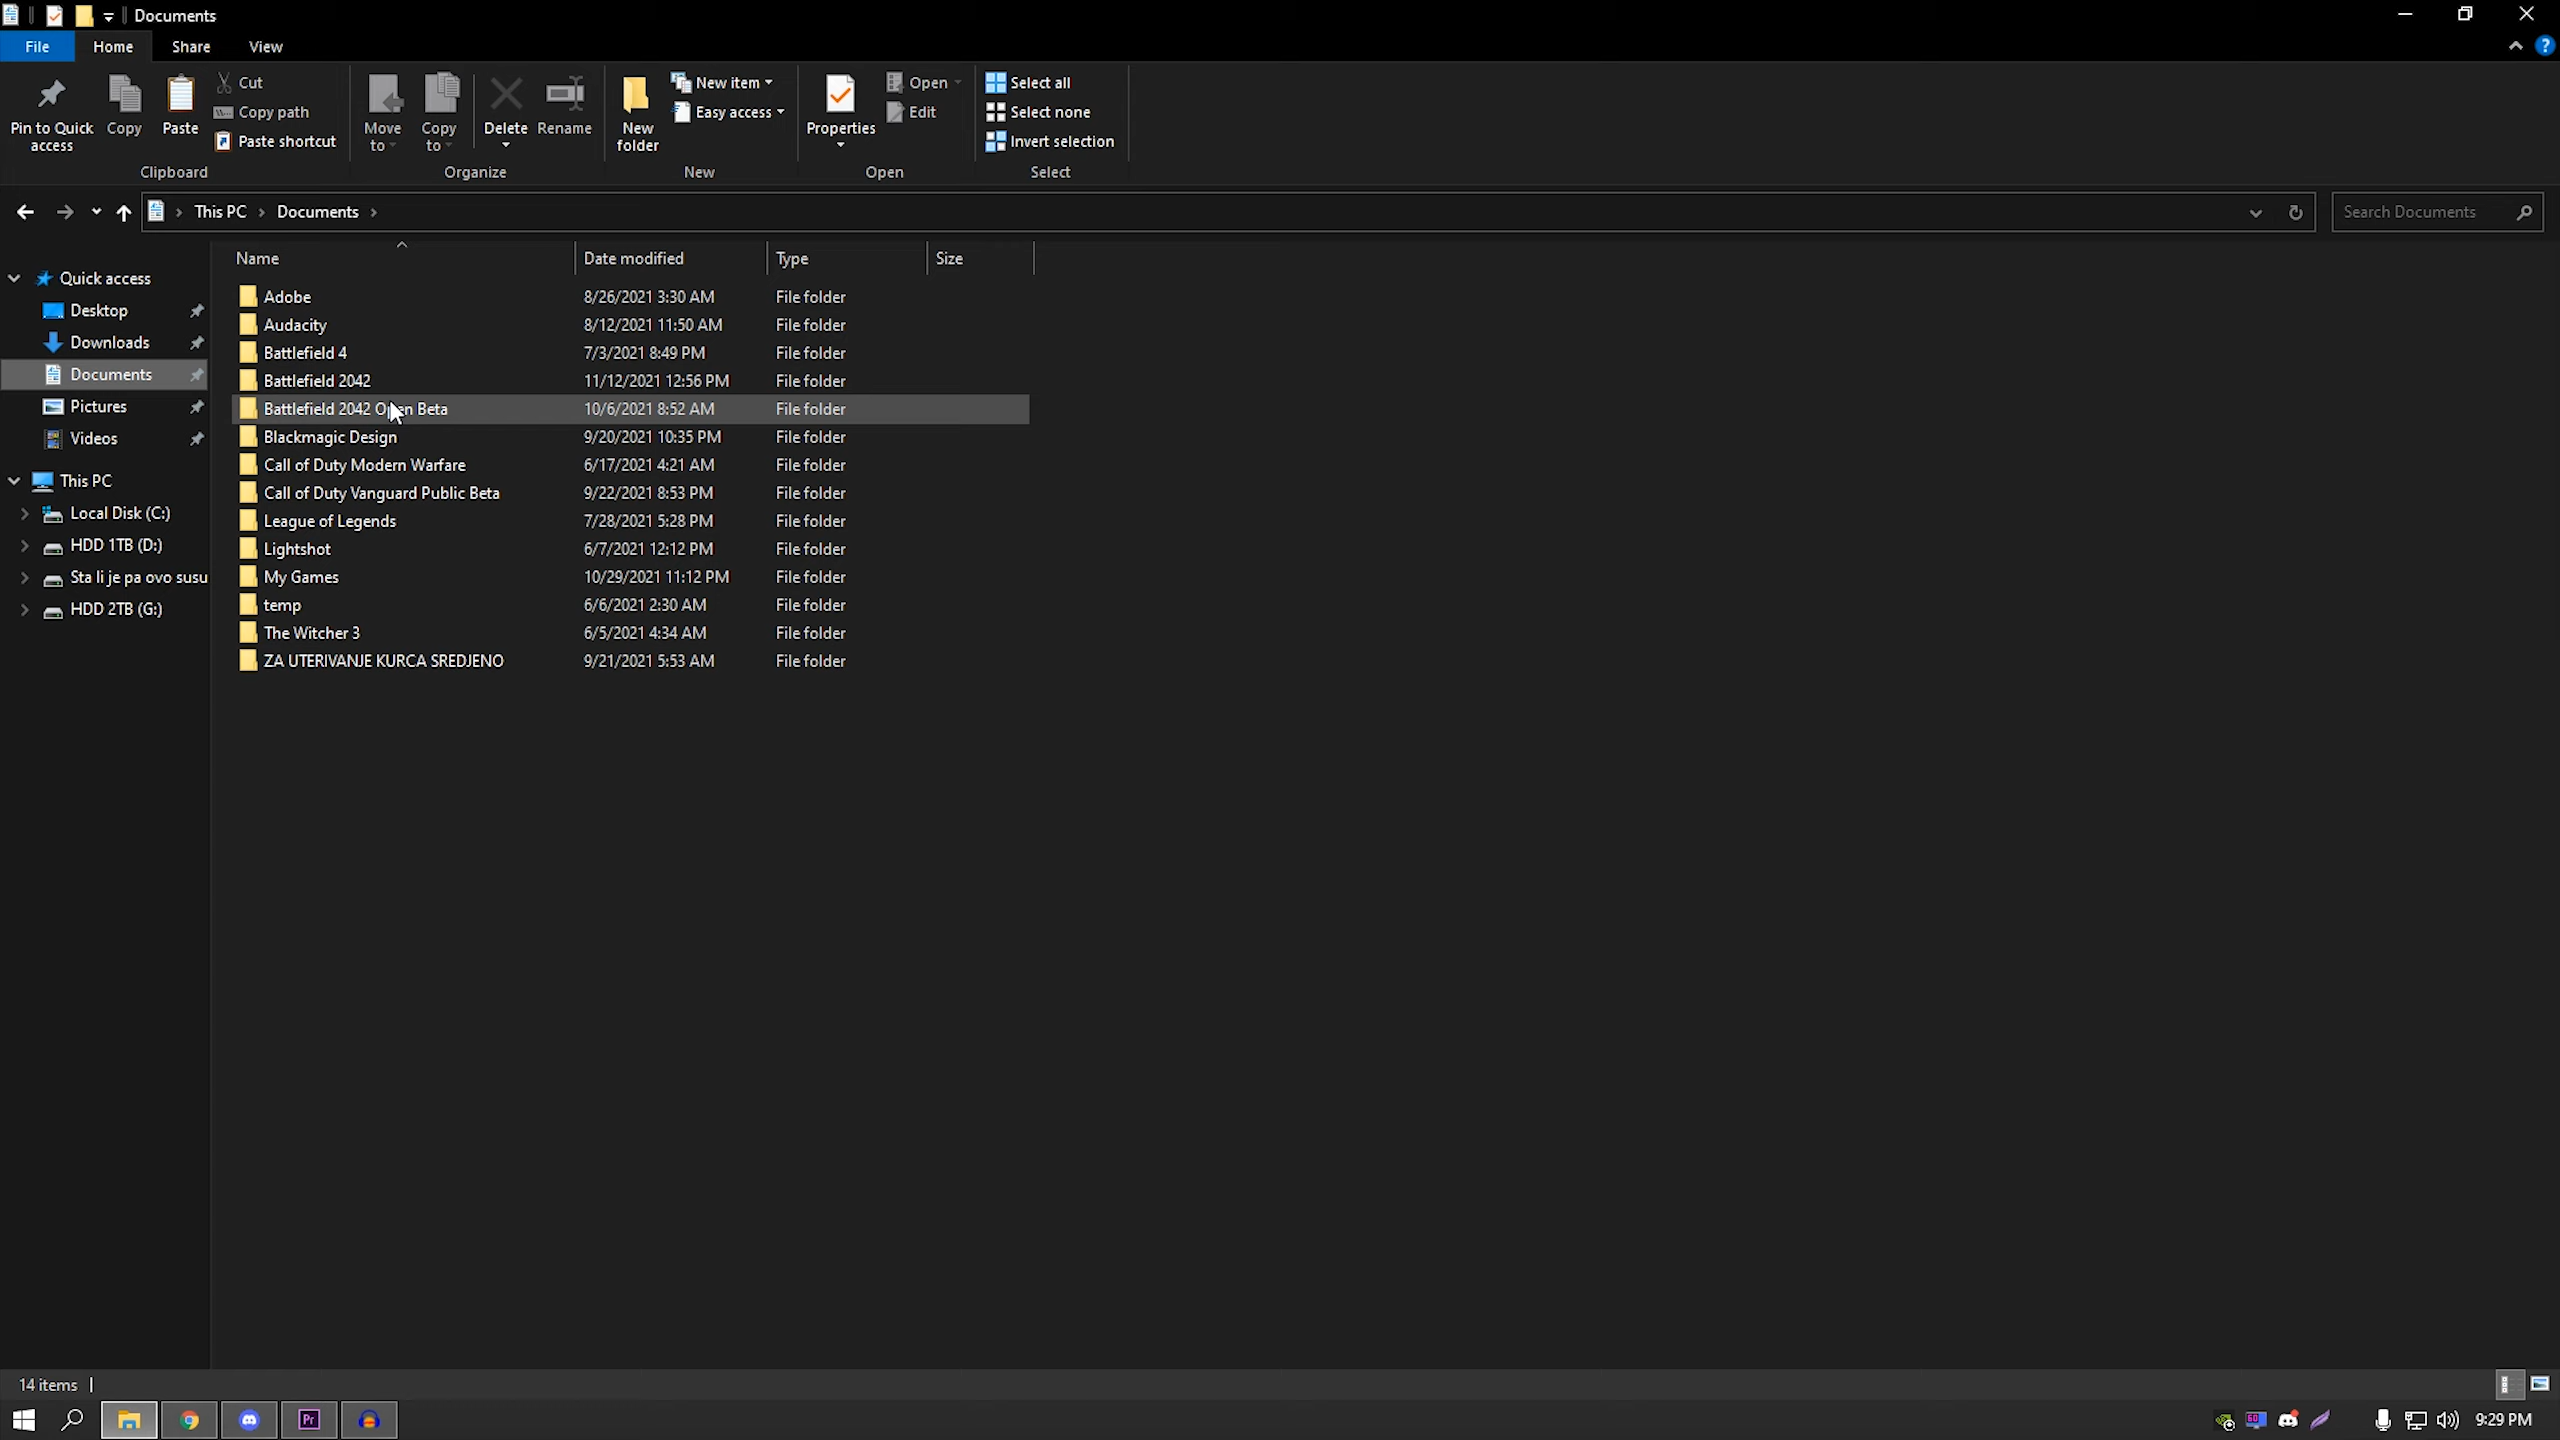 Documents
File Home Share View
Pin to Quick access
Copy
Paste
Cut
Copy path
Paste shortcut
Clipboard
Move to
Copy to
Delete
Rename
Organize
New folder
New item
Easy access
New
Properties
Open
Edit
Open
Select all
Select none
Invert selection
Select
This PC Documents
Search Documents
Quick access
Desktop
Downloads
Documents
Pictures
Videos
This PC
Local Disk (C:)
HDD 1TB (D:)
Sta li je pa ovo susu
HDD 2TB (G:)
Name Date modified Type Size
Adobe 8/26/2021 3:30 AM File folder
Audacity 8/12/2021 11:50 AM File folder
Battlefield 4 7/3/2021 8:49 PM File folder
Battlefield 2042 11/12/2021 12:56 PM File folder
Battlefield 2042 Open Beta 10/6/2021 8:52 AM File folder
Blackmagic Design 9/20/2021 10:35 PM File folder
Call of Duty Modern Warfare 6/17/2021 4:21 AM File folder
Call of Duty Vanguard Public Beta 9/22/2021 8:53 PM File folder
League of Legends 7/28/2021 5:28 PM File folder
Lightshot 6/7/2021 12:12 PM File folder
My Games 10/29/2021 11:12 PM File folder
temp 6/6/2021 2:30 AM File folder
The Witcher 3 6/5/2021 4:34 AM File folder
ZA UTERIVANJE KURCA SREDJENO 9/21/2021 5:53 AM File folder
14 items
Pr
60
9:29 PM